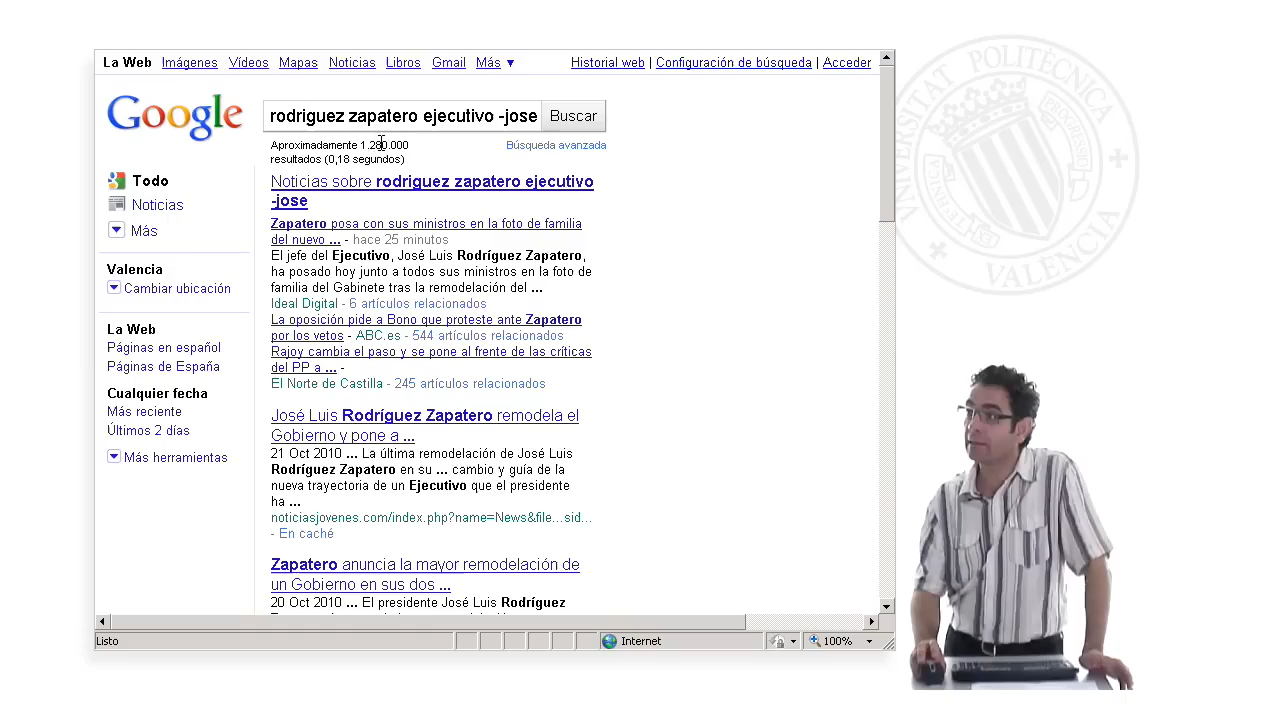 La Web Imágenes Vídeos Mapas Noticias Libros Gmail Más ▼ Historial web | Configuración de búsqueda | Acceder
Google rodriguez zapatero ejecutivo -jose Buscar
Aproximadamente 1.280.000
resultados (0,18 segundos)
Búsqueda avanzada
Todo
Noticias
Más
Valencia
Cambiar ubicación
La Web
Páginas en español
Páginas de España
Cualquier fecha
Más reciente
Últimos 2 días
Más herramientas
Noticias sobre rodriguez zapatero ejecutivo
-jose
Zapatero posa con sus ministros en la foto de familia
del nuevo ... - hace 25 minutos
El jefe del Ejecutivo, José Luis Rodríguez Zapatero,
ha posado hoy junto a todos sus ministros en la foto de
familia del Gabinete tras la remodelación del ...
Ideal Digital - 6 artículos relacionados
La oposición pide a Bono que proteste ante Zapatero
por los vetos - ABC.es - 544 artículos relacionados
Rajoy cambia el paso y se pone al frente de las críticas
del PP a ... -
El Norte de Castilla - 245 artículos relacionados
José Luis Rodríguez Zapatero remodela el
Gobierno y pone a ...
21 Oct 2010 ... La última remodelación de José Luis
Rodríguez Zapatero en su ... cambio y guía de la
nueva trayectoria de un Ejecutivo que el presidente
ha ...
noticiasjovenes.com/index.php?name=News&file...sid...
- En caché
Zapatero anuncia la mayor remodelación de
un Gobierno en sus dos ...
20 Oct 2010 ... El presidente José Luis Rodríguez
Listo Internet 100%
UNIVERSITAT POLITÈCNICA
VALÈNCIA